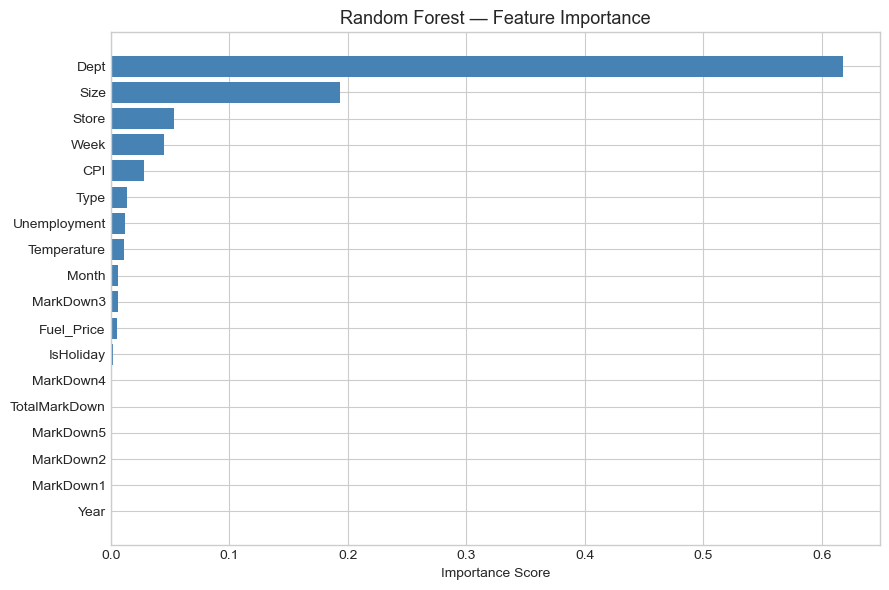 Random Forest — Feature Importance
Dept
Size
Store
Week
CPI
Type
Unemployment
Temperature
Month
MarkDown3
Fuel_Price
IsHoliday
MarkDown4
TotalMarkDown
MarkDown5
MarkDown2
MarkDown1
Year
0.0 0.1 0.2 0.3 0.4 0.5 0.6
Importance Score